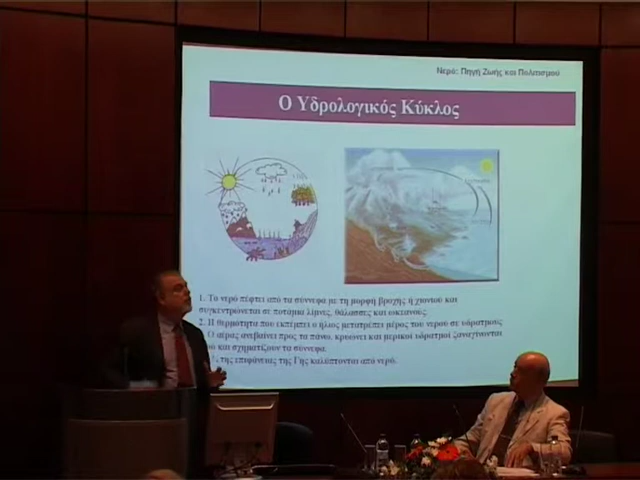 Νερό: Πηγή Ζωής και Πολιτισμού
Ο Υδρολογικός Κύκλος
1. Το νερό πέφτει από τα σύννεφα με τη μορφή βροχής ή χιονιού και
συγκεντρώνεται σε ποτάμια λίμνες, θάλασσες και ωκεανούς.
2. Η θερμότητα που εκπέμπει ο ήλιος μετατρέπει μέρος του νερού σε υδρατμούς
Ο αέρας ανεβαίνει προς τα πάνω, κρυώνει και μερικοί υδρατμοί ξαναγίνονται
και σχηματίζουν τα σύννεφα.
της επιφάνειας της Γης καλύπτονται από νερό.